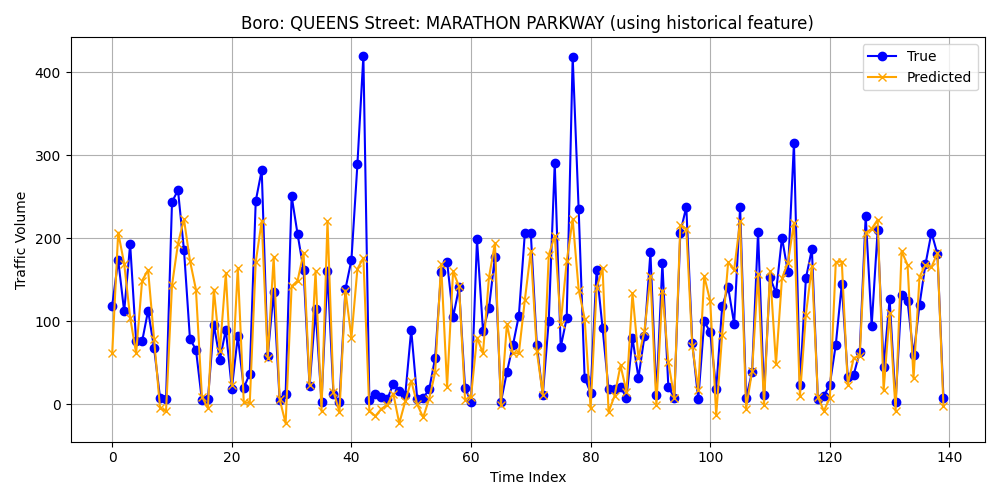 Boro: QUEENS Street: MARATHON PARKWAY (using historical feature)
True
Predicted
Traffic Volume
400
300
200
100
0
0 20 40 60 80 100 120 140
Time Index